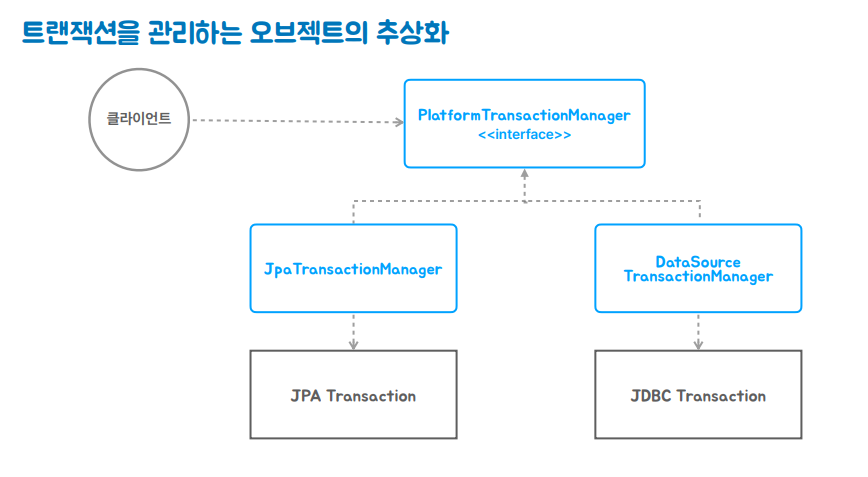 트랜잭션을 관리하는 오브젝트의 추상화
클라이언트
PlatformTransactionManager
<<interface>>
JpaTransactionManager
DataSource
TransactionManager
JPA Transaction
JDBC Transaction